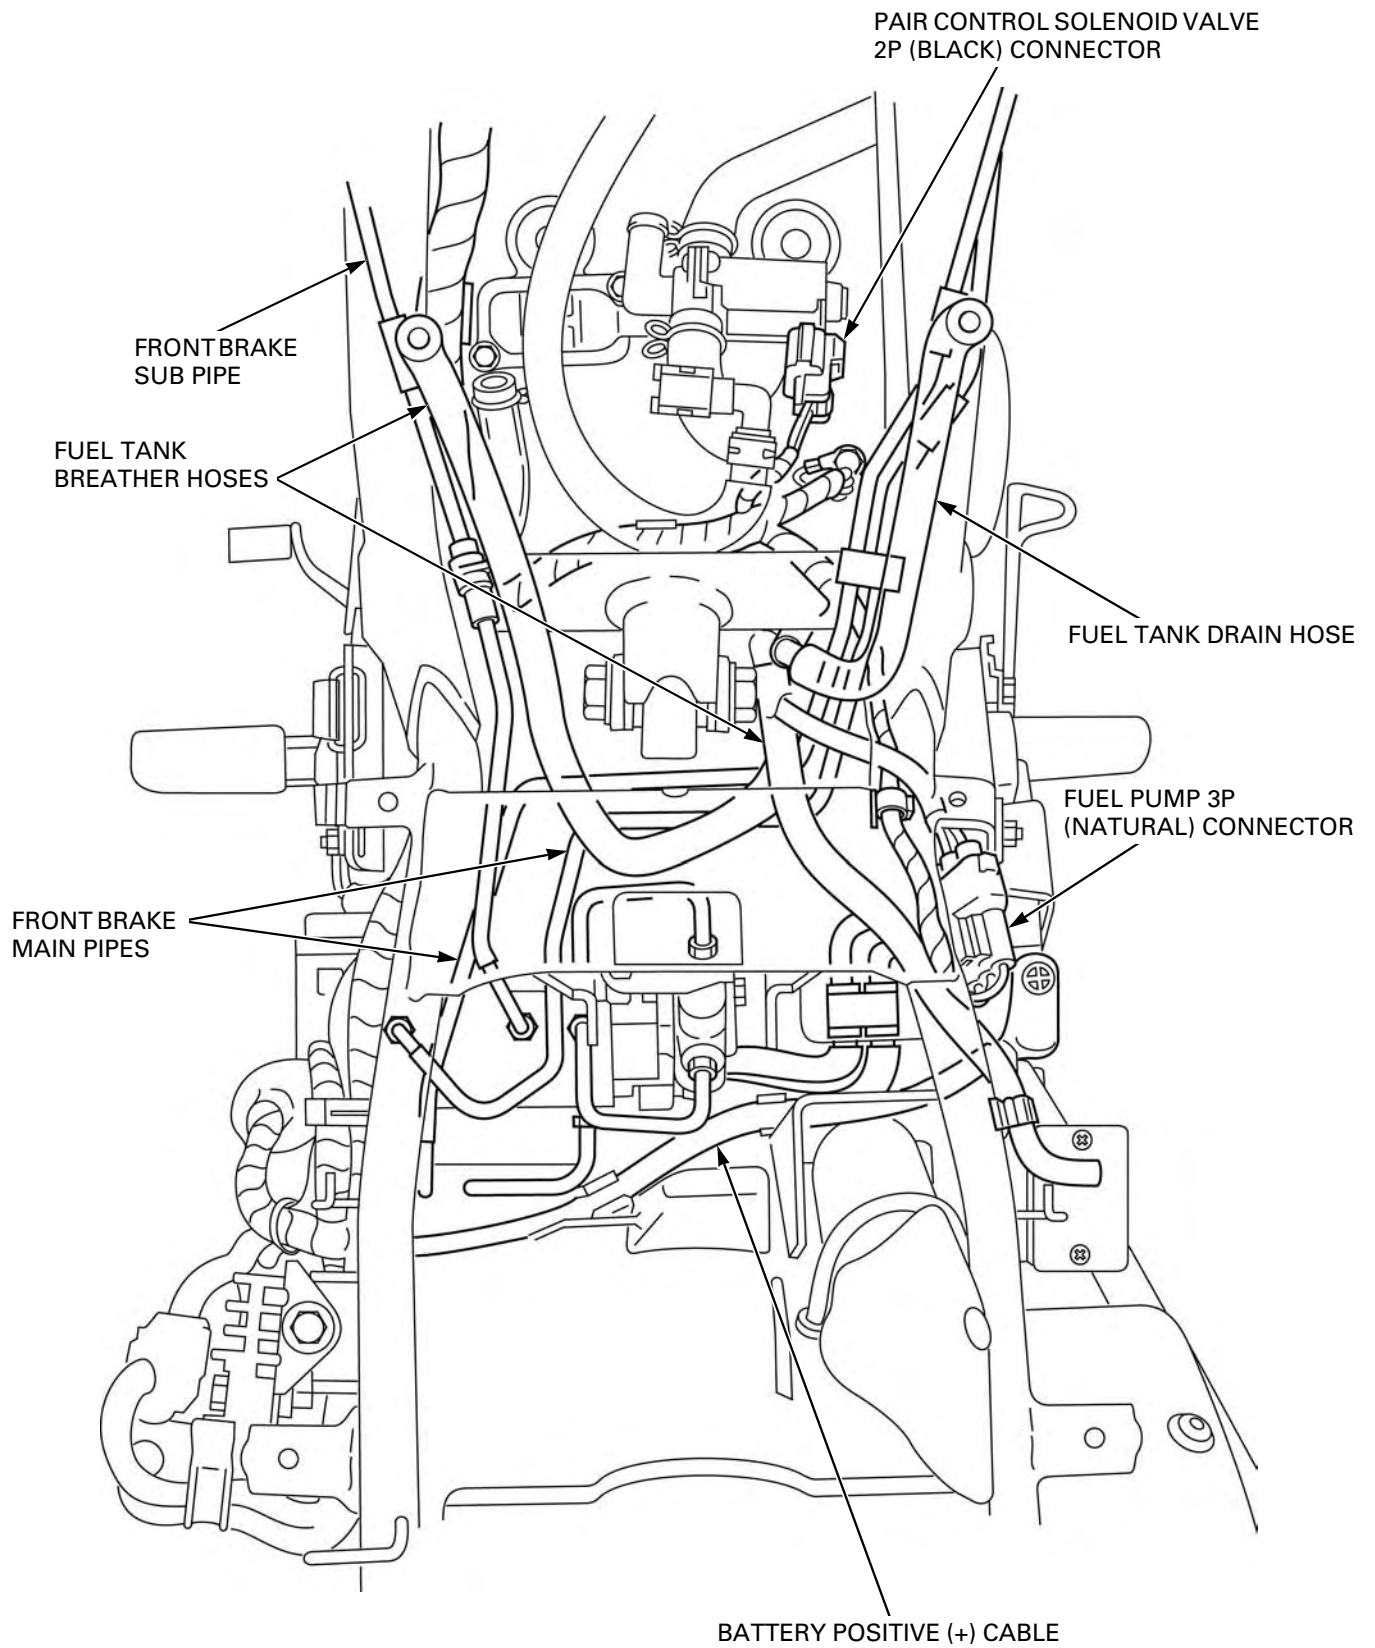 PAIR CONTROL SOLENOID VALVE
2P (BLACK) CONNECTOR
FRONT BRAKE
SUB PIPE
FUEL TANK
BREATHER HOSES
FUEL TANK DRAIN HOSE
FUEL PUMP 3P
(NATURAL) CONNECTOR
FRONT BRAKE
MAIN PIPES
BATTERY POSITIVE (+) CABLE